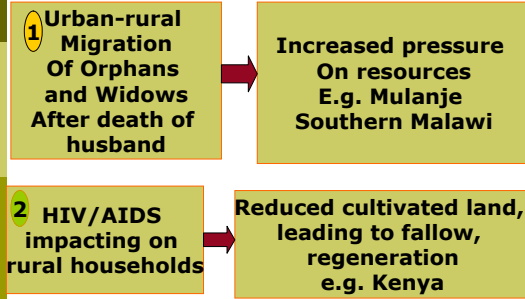 1
Urban-rural
Migration
Of Orphans
and Widows
After death of
husband
Increased pressure
On resources
E.g. Mulanje
Southern Malawi
2
HIV/AIDS
impacting on
rural households
Reduced cultivated land,
leading to fallow,
regeneration
e.g. Kenya